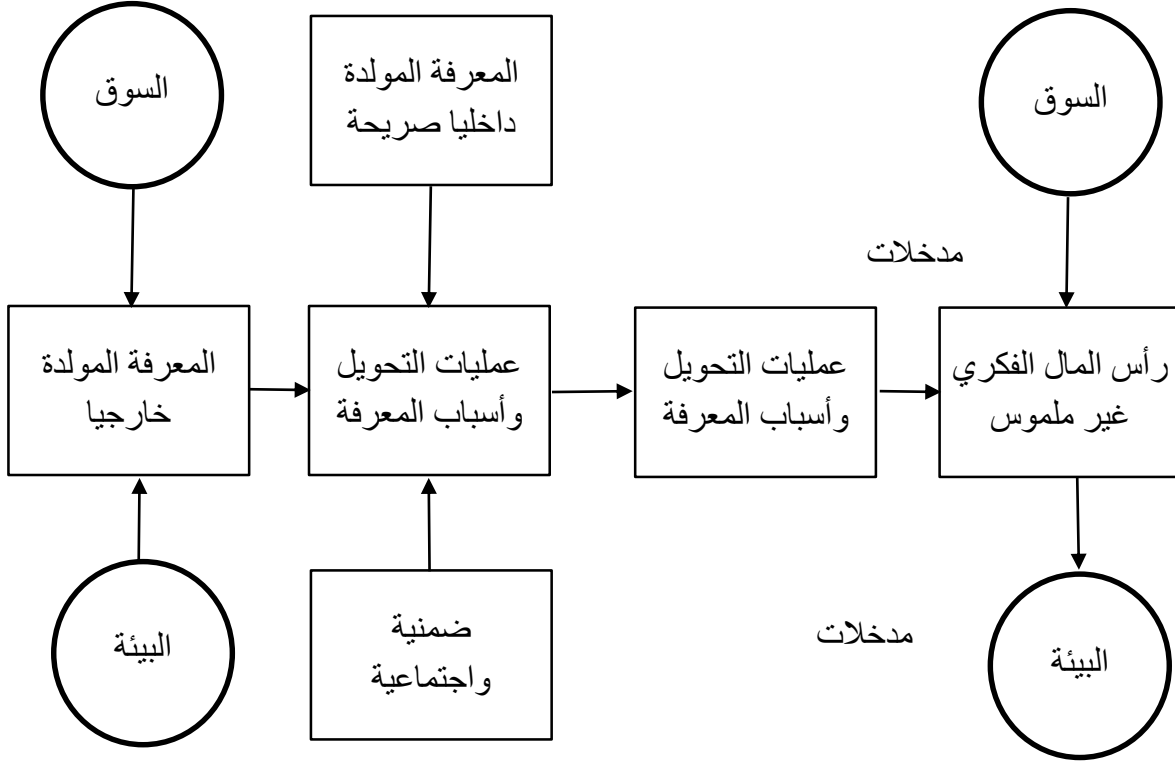 السوق
المعرفة المولدة
داخليا صريحة
السوق
مدخلات
المعرفة المولدة
خارجيا
عمليات التحويل
وأسباب المعرفة
عمليات التحويل
وأسباب المعرفة
رأس المال الفكري
غير ملموس
البيئة
ضمنية
واجتماعية
مدخلات
البيئة